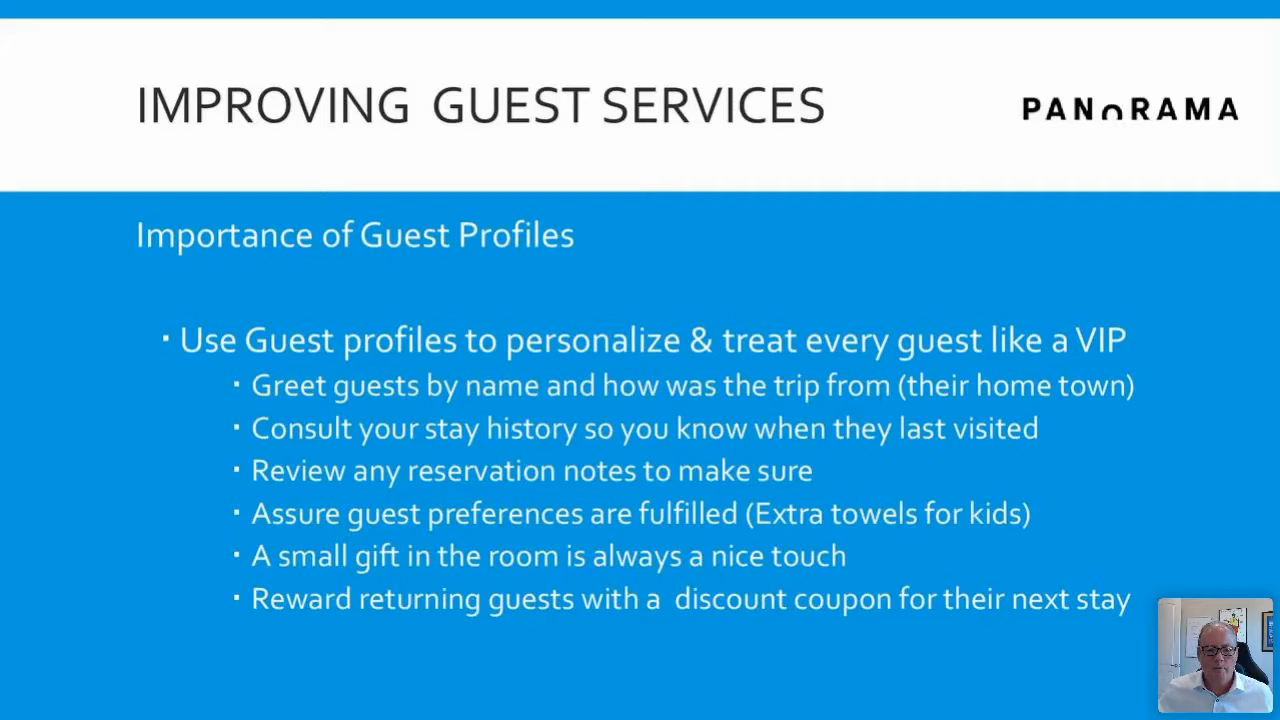 IMPROVING GUEST SERVICES
PANORAMA
Importance of Guest Profiles
▪ Use Guest profiles to personalize & treat every guest like a VIP
▪ Greet guests by name and how was the trip from (their home town)
▪ Consult your stay history so you know when they last visited
▪ Review any reservation notes to make sure
▪ Assure guest preferences are fulfilled (Extra towels for kids)
▪ A small gift in the room is always a nice touch
▪ Reward returning guests with a discount coupon for their next stay